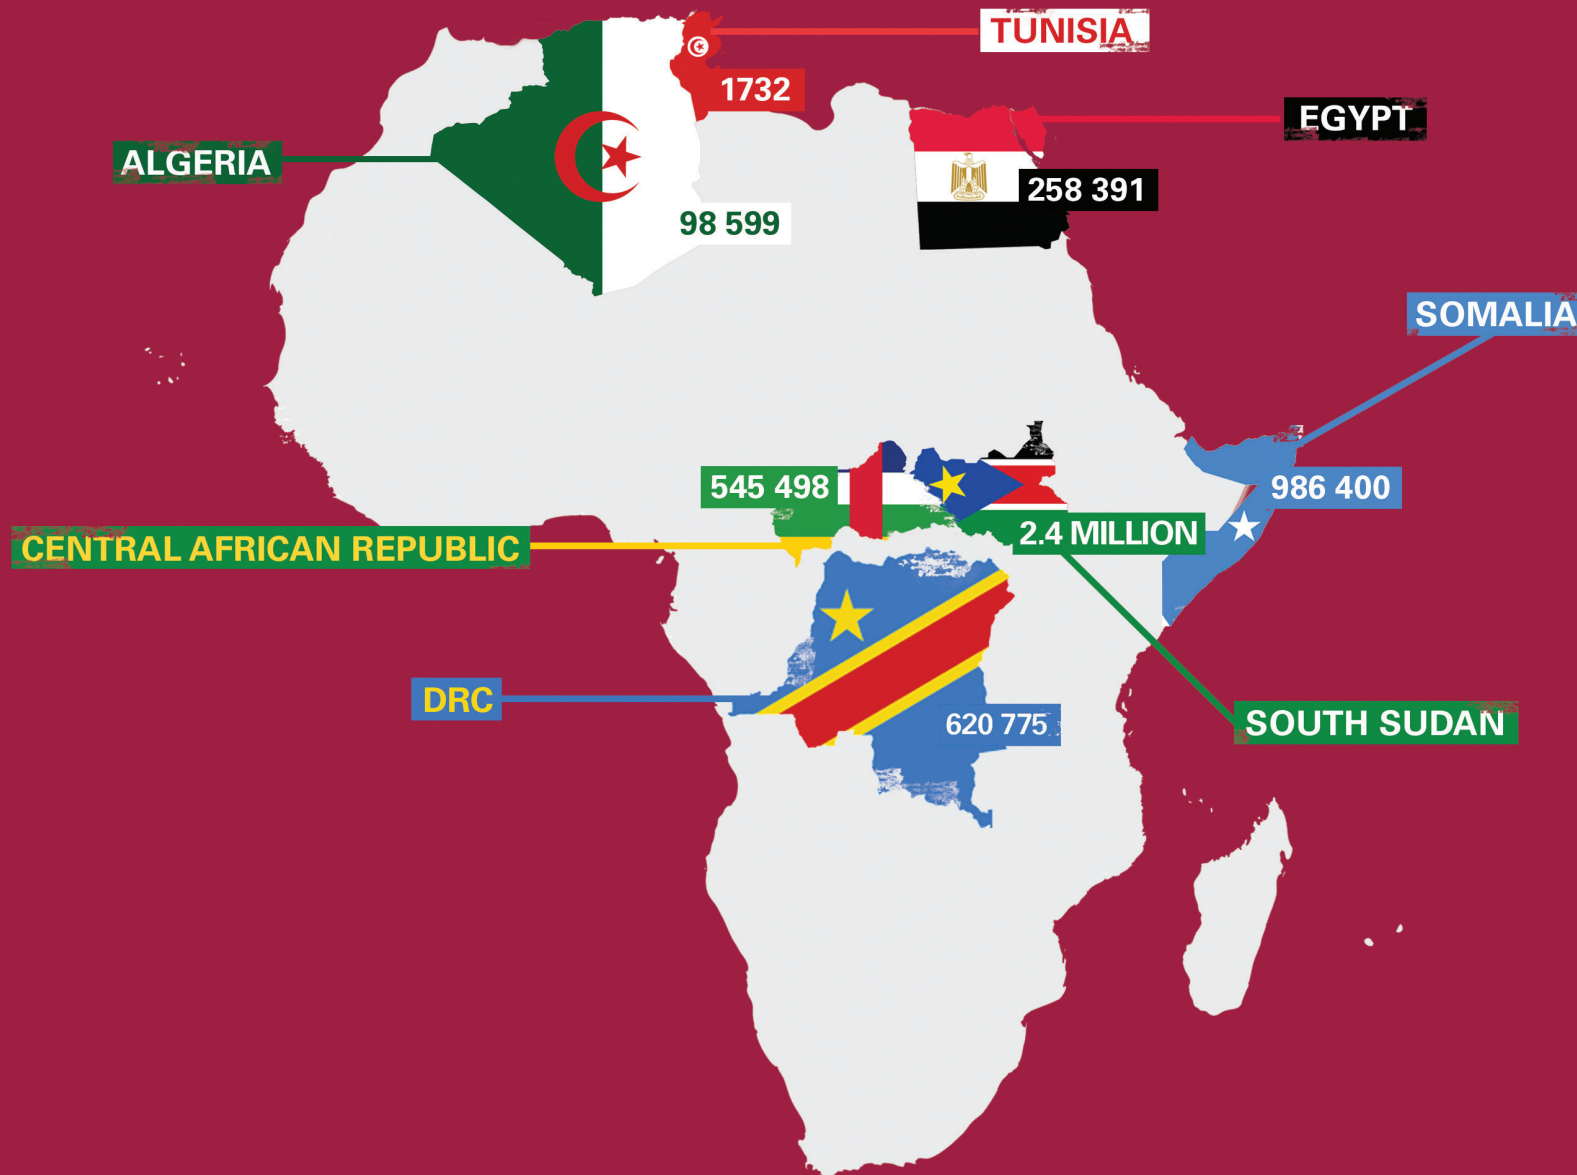 TUNISIA
1732
EGYPT
ALGERIA
258 391
98 599
SOMALIA
545 498
986 400
2.4 MILLION
CENTRAL AFRICAN REPUBLIC
DRC
620 775
SOUTH SUDAN